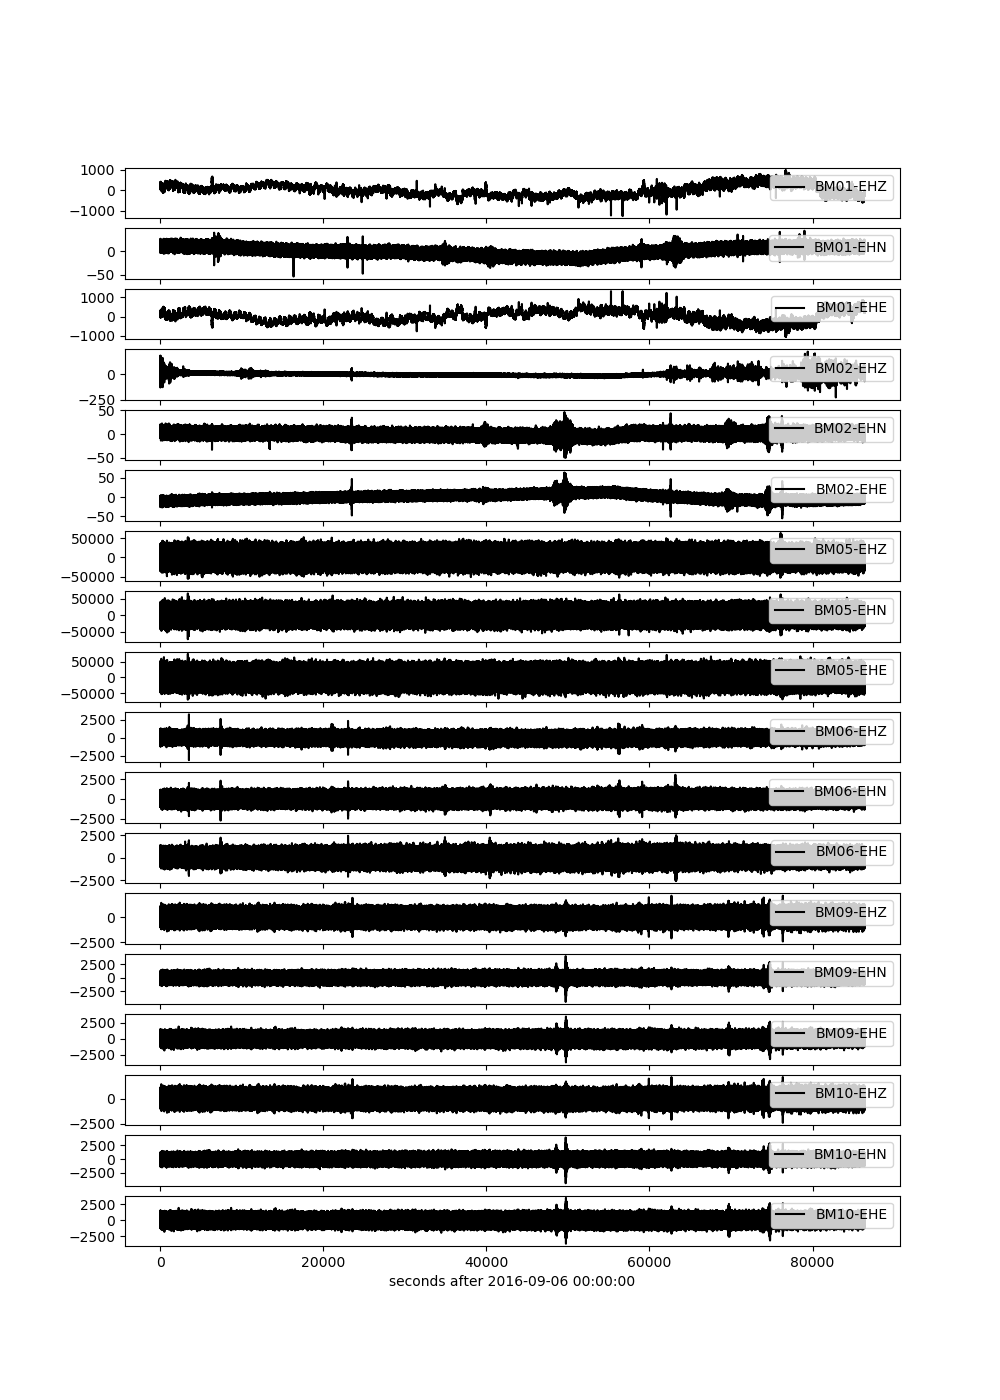 1000
0
−1000
BM01-EHZ
0
−50
BM01-EHN
1000
0
−1000
BM01-EHE
0
−250
BM02-EHZ
50
0
−50
BM02-EHN
50
0
−50
BM02-EHE
50000
0
−50000
BM05-EHZ
50000
0
−50000
BM05-EHN
50000
0
−50000
BM05-EHE
2500
0
−2500
BM06-EHZ
2500
0
−2500
BM06-EHN
2500
0
−2500
BM06-EHE
0
−2500
BM09-EHZ
2500
0
−2500
BM09-EHN
2500
0
−2500
BM09-EHE
0
−2500
BM10-EHZ
2500
0
−2500
BM10-EHN
2500
0
−2500
BM10-EHE
0 20000 40000 60000 80000
seconds after 2016-09-06 00:00:00